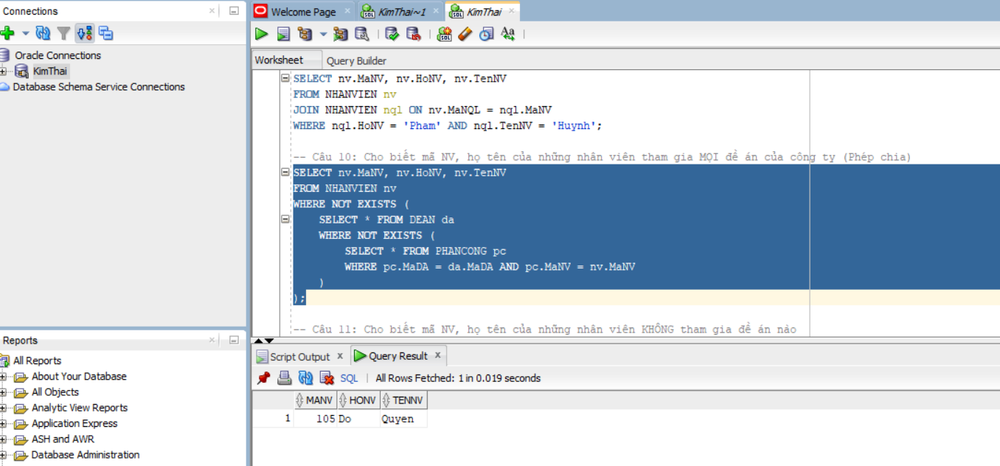 Connections
Oracle Connections
KimThai
Database Schema Service Connections
Reports
All Reports
About Your Database
All Objects
Analytic View Reports
Application Express
ASH and AWR
Database Administration
Welcome Page
KimThai~1
KimThai
Worksheet
Query Builder
SELECT nv.MaNV, nv.HoNV, nv.TenNV
FROM NHANVIEN nv
JOIN NHANVIEN nql ON nv.MaNQL = nql.MaNV
WHERE nql.HoNV = 'Pham' AND nql.TenNV = 'Huynh';
-- Câu 10: Cho biết mã NV, họ tên của những nhân viên tham gia MỌI đề án của công ty (Phép chia)
SELECT nv.MaNV, nv.HoNV, nv.TenNV
FROM NHANVIEN nv
WHERE NOT EXISTS (
SELECT * FROM DEAN da
WHERE NOT EXISTS (
SELECT * FROM PHANCONG pc
WHERE pc.MaDA = da.MaDA AND pc.MaNV = nv.MaNV
)
);
-- Câu 11: Cho biết mã NV, họ tên của những nhân viên KHÔNG tham gia đề án nào
Script Output
Query Result
SQL
All Rows Fetched: 1 in 0.019 seconds
MANV HONV TENNV
1 105 Do Quyen